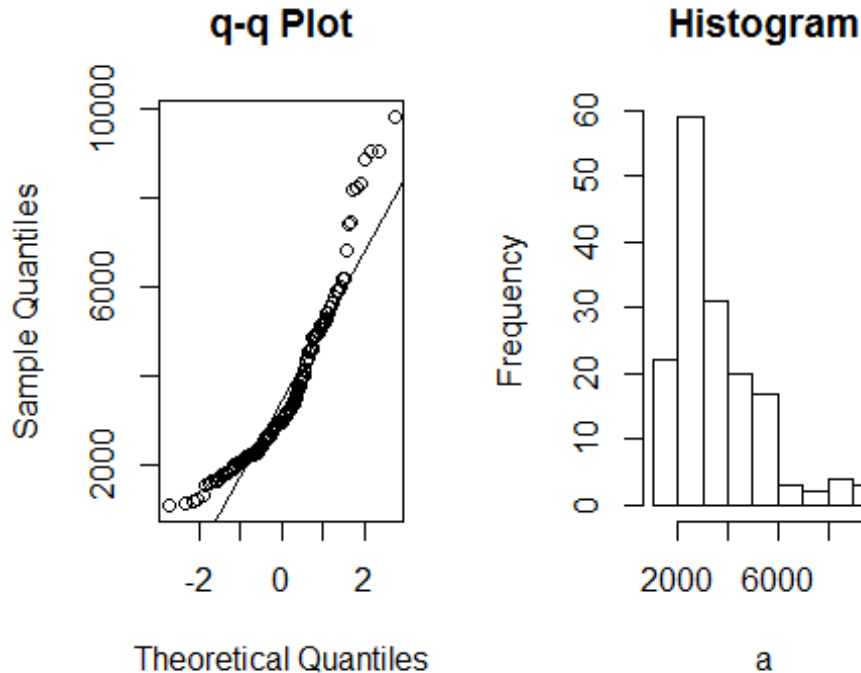 q-q Plot
Sample Quantiles
2000
6000
10000
-2
0
2
Theoretical Quantiles
Histogram
Frequency
0
10
20
30
40
50
60
2000
6000
a